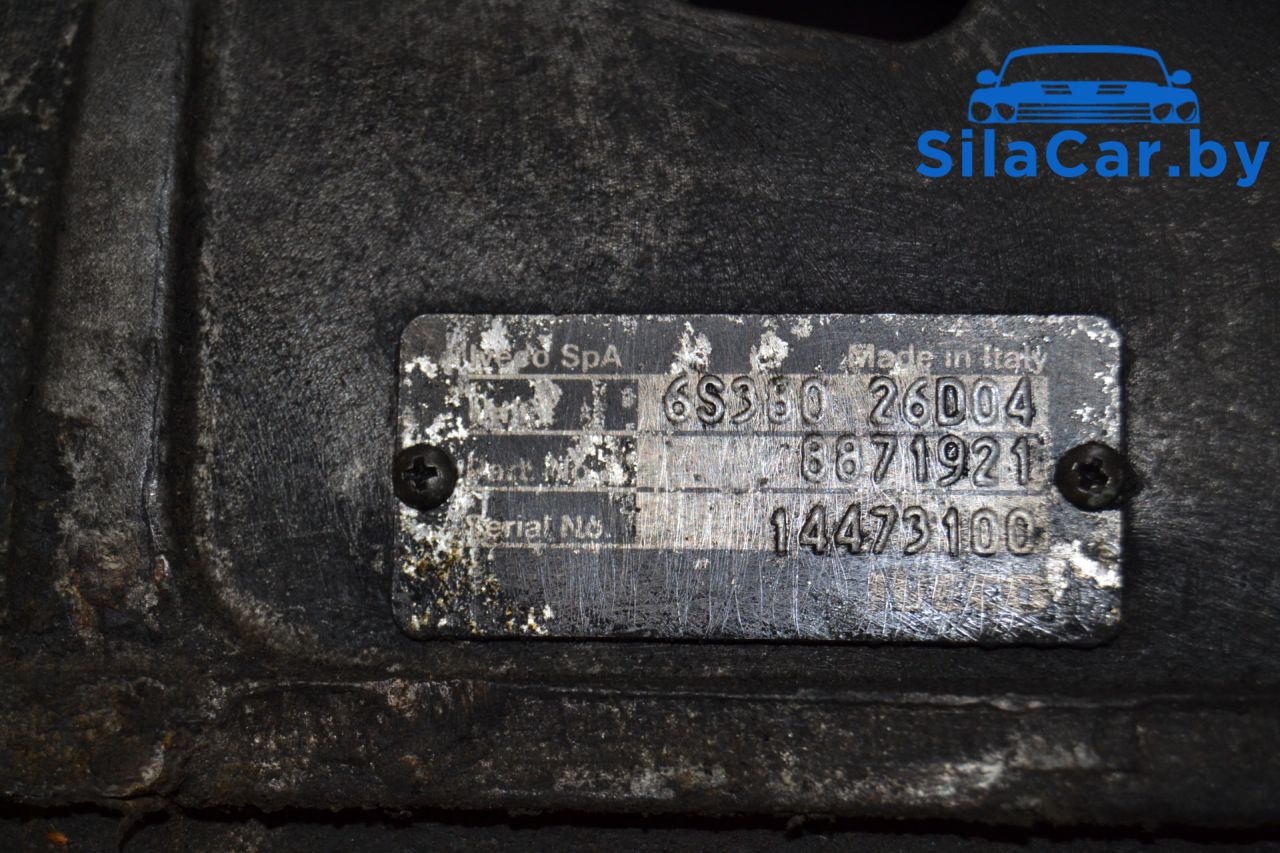 SilaCar.by
Iveco SpA Made in Italy
6S380 26D04
Part No. 8871921
Serial No. 14473100